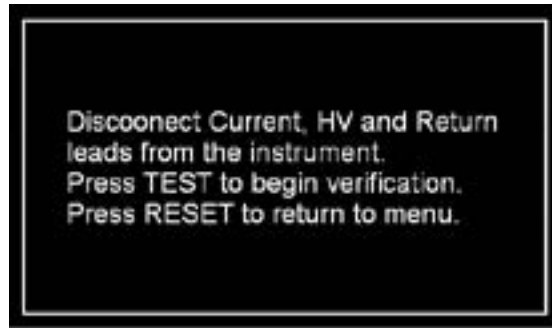 Discoonect Current, HV and Return
leads from the instrument.
Press TEST to begin verification.
Press RESET to return to menu.